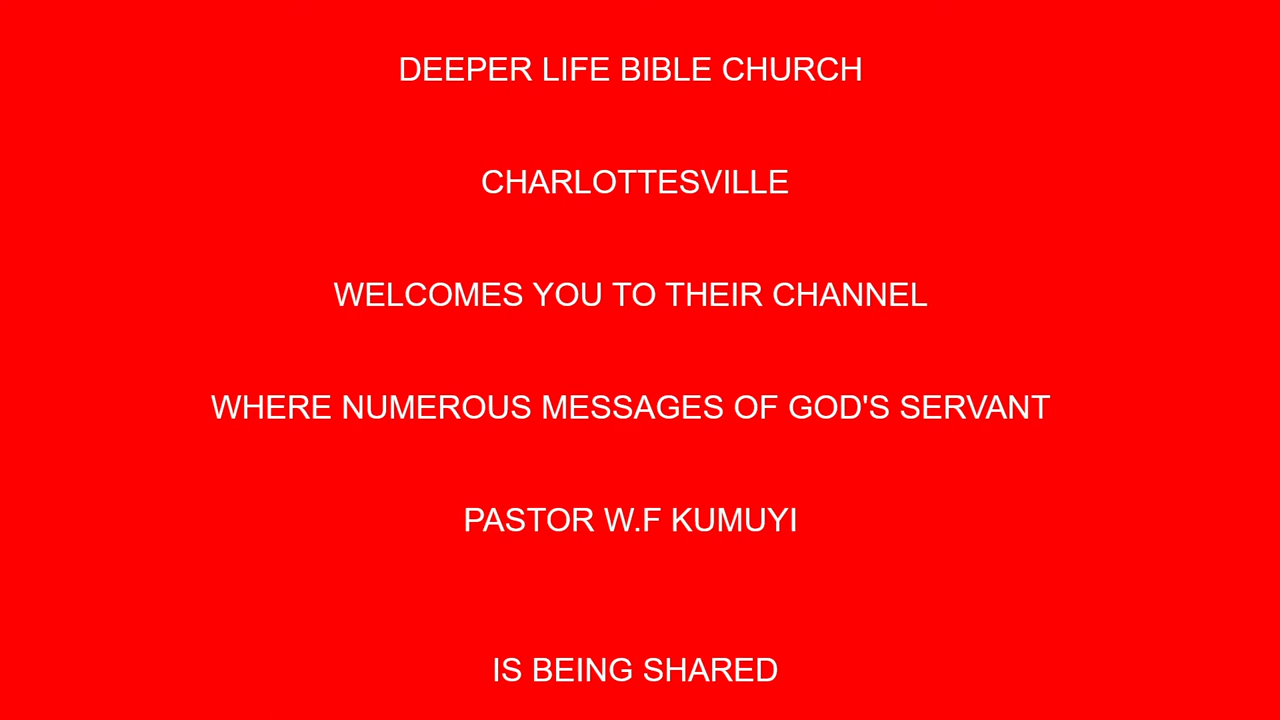 DEEPER LIFE BIBLE CHURCH
CHARLOTTESVILLE
WELCOMES YOU TO THEIR CHANNEL
WHERE NUMEROUS MESSAGES OF GOD'S SERVANT
PASTOR W.F KUMUYI
IS BEING SHARED